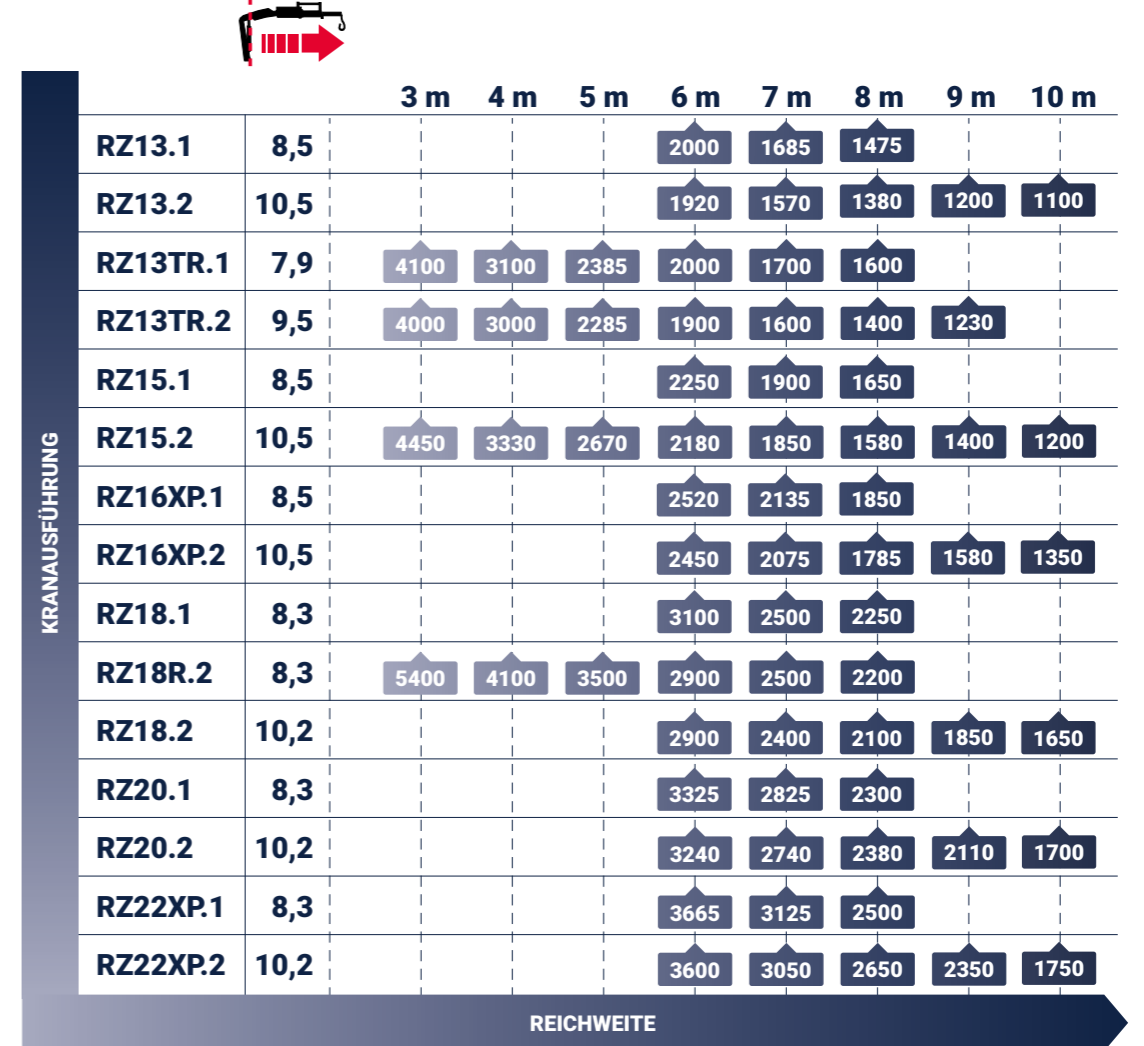 3 m 4 m 5 m 6 m 7 m 8 m 9 m 10 m
RZ13.1 8,5 2000 1685 1475
RZ13.2 10,5 1920 1570 1380 1200 1100
RZ13TR.1 7,9 4100 3100 2385 2000 1700 1600
RZ13TR.2 9,5 4000 3000 2285 1900 1600 1400 1230
RZ15.1 8,5 2250 1900 1650
RZ15.2 10,5 4450 3330 2670 2180 1850 1580 1400 1200
RZ16XP.1 8,5 2520 2135 1850
RZ16XP.2 10,5 2450 2075 1785 1580 1350
RZ18.1 8,3 3100 2500 2250
RZ18R.2 8,3 5400 4100 3500 2900 2500 2200
RZ18.2 10,2 2900 2400 2100 1850 1650
RZ20.1 8,3 3325 2825 2300
RZ20.2 10,2 3240 2740 2380 2110 1700
RZ22XP.1 8,3 3665 3125 2500
RZ22XP.2 10,2 3600 3050 2650 2350 1750
KRANAUSFÜHRUNG
REICHWEITE